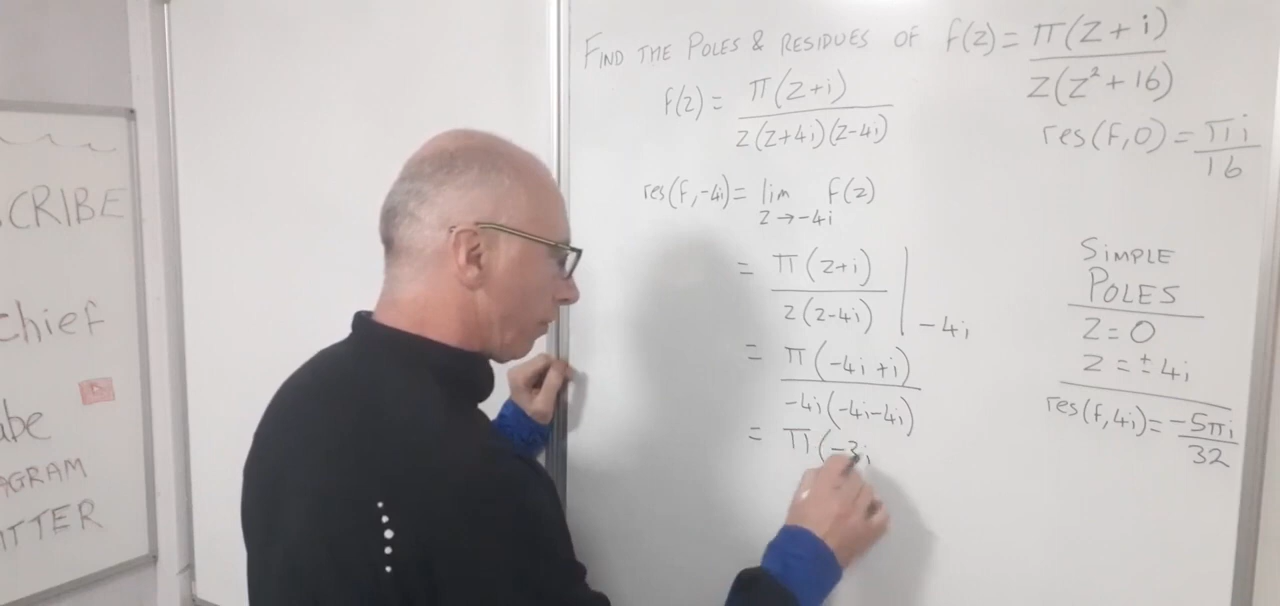 CRIBE
chief
be
AGRAM
ITTER
FIND THE POLES & RESIDUES OF f(z) = π(z + i) / z(z² + 16)
f(z) = π(z+i) / z(z+4i)(z-4i)
res(f,0) = πi / 16
res(f,-4i) = lim z→-4i f(z)
= π(z+i) / z(z-4i) | -4i
= π(-4i+i) / -4i(-4i-4i)
= π(-3i
SIMPLE
POLES
z = 0
z = ±4i
res(f,4i) = -5πi / 32